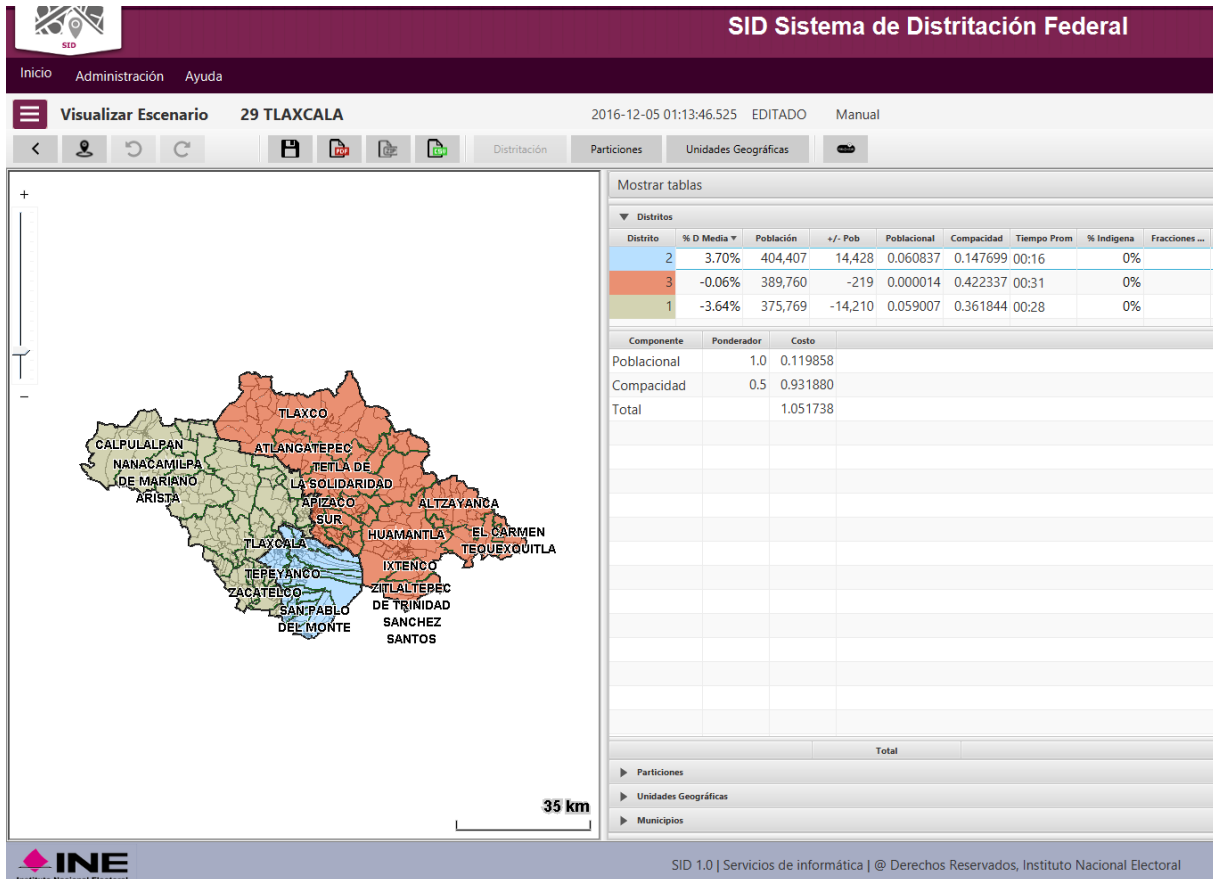 SID
SID Sistema de Distritación Federal
Inicio Administración Ayuda
Visualizar Escenario 29 TLAXCALA 2016-12-05 01:13:46.525 EDITADO Manual
PDF CSV Distritación Particiones Unidades Geográficas
Mostrar tablas
Distritos
Distrito % D Media Población +/- Pob Poblacional Compacidad Tiempo Prom % Indigena Fracciones ...
2 3.70% 404,407 14,428 0.060837 0.147699 00:16 0%
3 -0.06% 389,760 -219 0.000014 0.422337 00:31 0%
1 -3.64% 375,769 -14,210 0.059007 0.361844 00:28 0%
Componente Ponderador Costo
Poblacional 1.0 0.119858
Compacidad 0.5 0.931880
Total 1.051738
Total
Particiones
Unidades Geográficas
Municipios
+
−
TLAXCO
CALPULALPAN
ATLANGATEPEC
NANACAMILPA
DE MARIANO
ARISTA
TETLA DE
LA SOLIDARIDAD
APIZACO
SUR
ALTZAYANCA
HUAMANTLA
EL CARMEN
TEQUEXQUITLA
TLAXCALA
IXTENCO
TEPEYANCO
ZACATELCO
ZITLALTEPEC
DE TRINIDAD
SANCHEZ
SANTOS
SAN PABLO
DEL MONTE
35 km
INE
Instituto Nacional Electoral
SID 1.0 | Servicios de informática | @ Derechos Reservados, Instituto Nacional Electoral